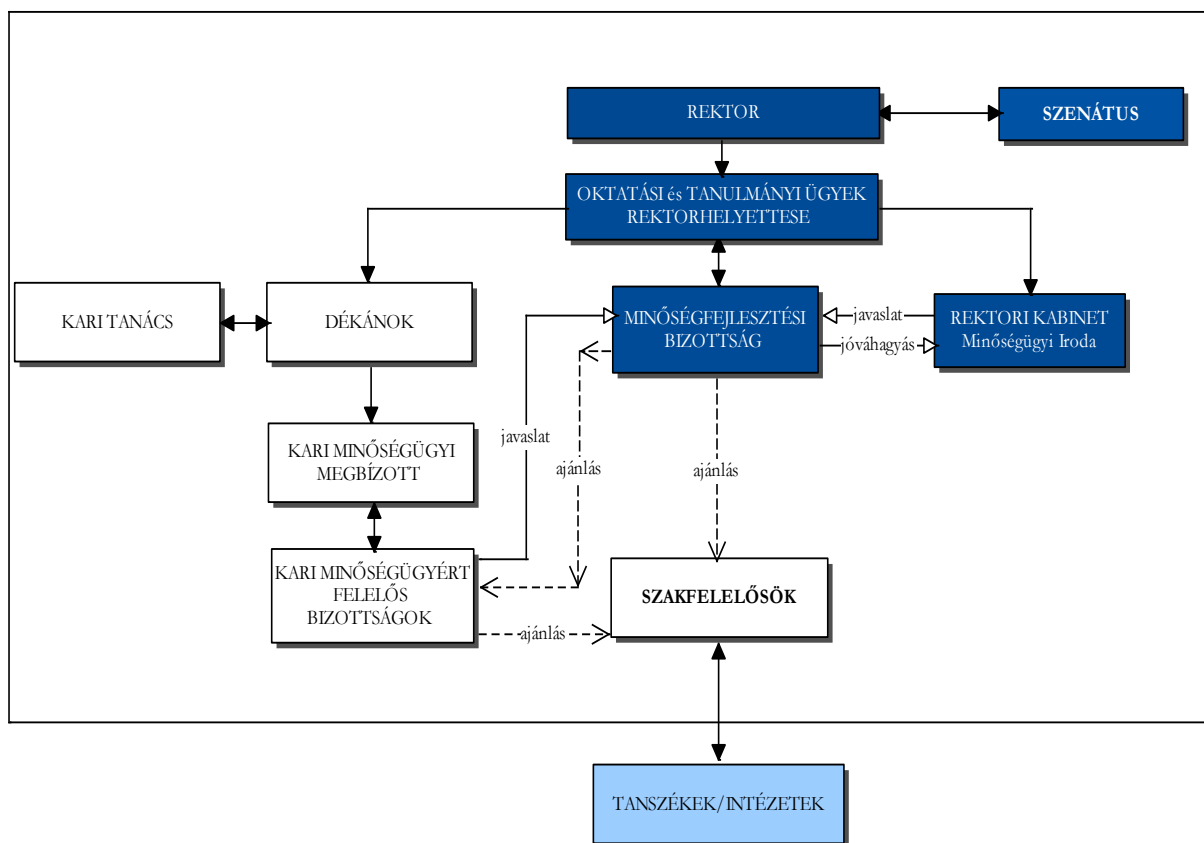 REKTOR
SZENÁTUS
OKTATÁSI és TANULMÁNYI ÜGYEK
REKTORHELYETTESE
KARI TANÁCS
DÉKÁNOK
MINŐSÉGFEJLESZTÉSI
BIZOTTSÁG
javaslat
jóváhagyás
REKTORI KABINET
Minőségügyi Iroda
KARI MINŐSÉGÜGYI
MEGBÍZOTT
javaslat
ajánlás
ajánlás
KARI MINŐSÉGÜGYÉRT
FELELŐS
BIZOTTSÁGOK
ajánlás
SZAKFELELŐSÖK
TANSZÉKEK/INTÉZETEK